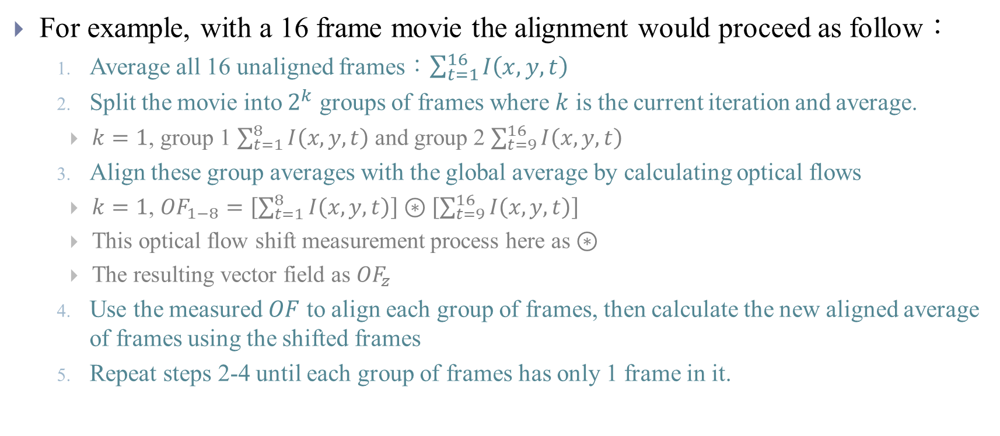 For example, with a 16 frame movie the alignment would proceed as follow：
1. Average all 16 unaligned frames：$\sum_{t=1}^{16} I(x, y, t)$
2. Split the movie into $2^k$ groups of frames where $k$ is the current iteration and average.
$k = 1$, group 1 $\sum_{t=1}^{8} I(x, y, t)$ and group 2 $\sum_{t=9}^{16} I(x, y, t)$
3. Align these group averages with the global average by calculating optical flows
$k = 1, OF_{1-8} = [\sum_{t=1}^{8} I(x, y, t)] ⊛ [\sum_{t=9}^{16} I(x, y, t)]$
This optical flow shift measurement process here as ⊛
The resulting vector field as $OF_z$
4. Use the measured $OF$ to align each group of frames, then calculate the new aligned average
of frames using the shifted frames
5. Repeat steps 2-4 until each group of frames has only 1 frame in it.